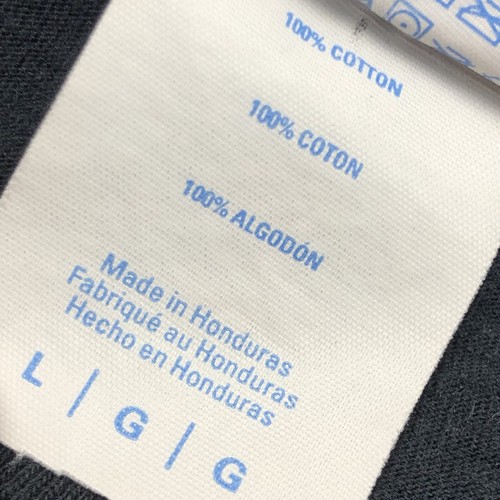 100% COTTON
100% COTON
100% ALGODÓN
Made in Honduras
Fabriqué au Honduras
Hecho en Honduras
L / G / G